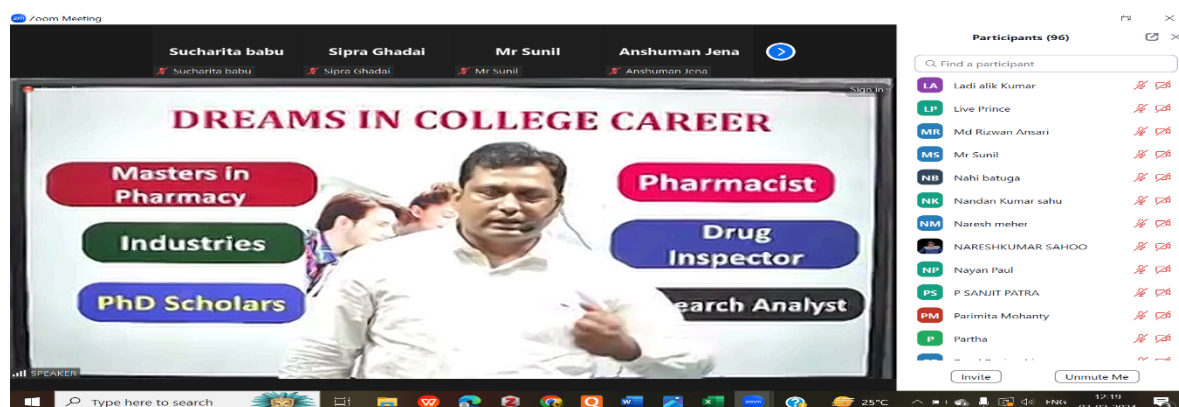 Zoom Meeting
Participants (96)
Find a participant
Sucharita babu
Sipra Ghadai
Mr Sunil
Anshuman Jena
Sucharita babu
Sipra Ghadai
Mr Sunil
Anshuman Jena
Sign in
DREAMS IN COLLEGE CAREER
Masters in
Pharmacy
Industries
PhD Scholars
Pharmacist
Drug
Inspector
earch Analyst
SPEAKER
LA Ladi alik Kumar
LP Live Prince
MR Md Rizwan Ansari
MS Mr Sunil
NB Nahi batuga
NK Nandan Kumar sahu
NM Naresh meher
NARESHKUMAR SAHOO
NP Nayan Paul
PS P SANJIT PATRA
PM Parimita Mohanty
P Partha
Invite
Unmute Me
Type here to search
25°C
ENG
12:19